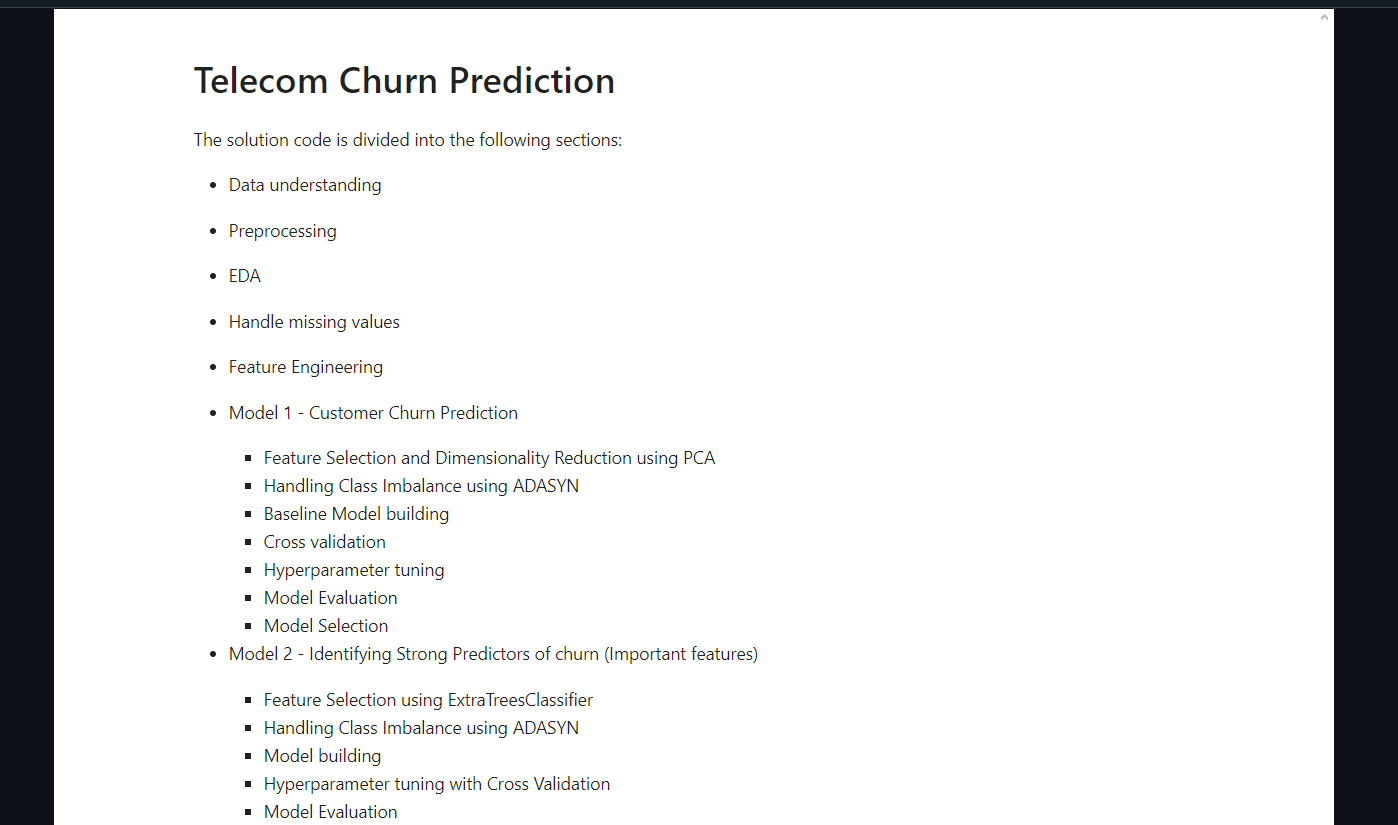 Telecom Churn Prediction
The solution code is divided into the following sections:
Data understanding
Preprocessing
EDA
Handle missing values
Feature Engineering
Model 1 - Customer Churn Prediction
Feature Selection and Dimensionality Reduction using PCA
Handling Class Imbalance using ADASYN
Baseline Model building
Cross validation
Hyperparameter tuning
Model Evaluation
Model Selection
Model 2 - Identifying Strong Predictors of churn (Important features)
Feature Selection using ExtraTreesClassifier
Handling Class Imbalance using ADASYN
Model building
Hyperparameter tuning with Cross Validation
Model Evaluation